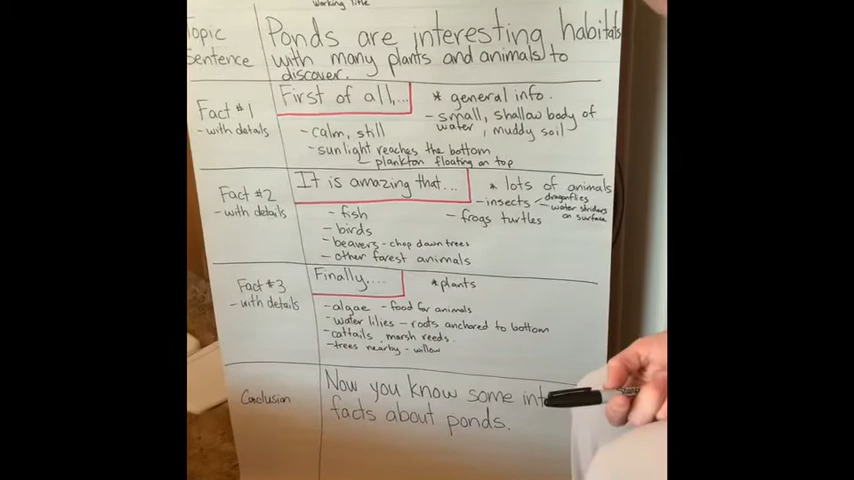 Working Title
Topic Sentence
Ponds are interesting habitats
with many plants and animals to
discover.
Fact #1
- with details
First of all,...
* general info.
- small, shallow body of
water, muddy soil
- calm, still
- sunlight reaches the bottom
- plankton floating on top
Fact #2
- with details
It is amazing that...
* lots of animals
- insects - dragonflies
- water striders
on surface
- frogs turtles
- fish
- birds
- beavers - chop down trees
- other forest animals
Fact #3
- with details
Finally....
* plants
- algae - food for animals
- water lilies - roots anchored to bottom
- cattails, marsh reeds.
- trees nearby - willow
Conclusion
Now you know some
facts about ponds.